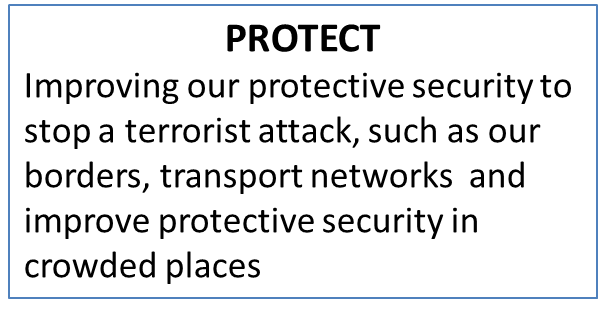 PROTECT
Improving our protective security to
stop a terrorist attack, such as our
borders, transport networks  and
improve protective security in
crowded places